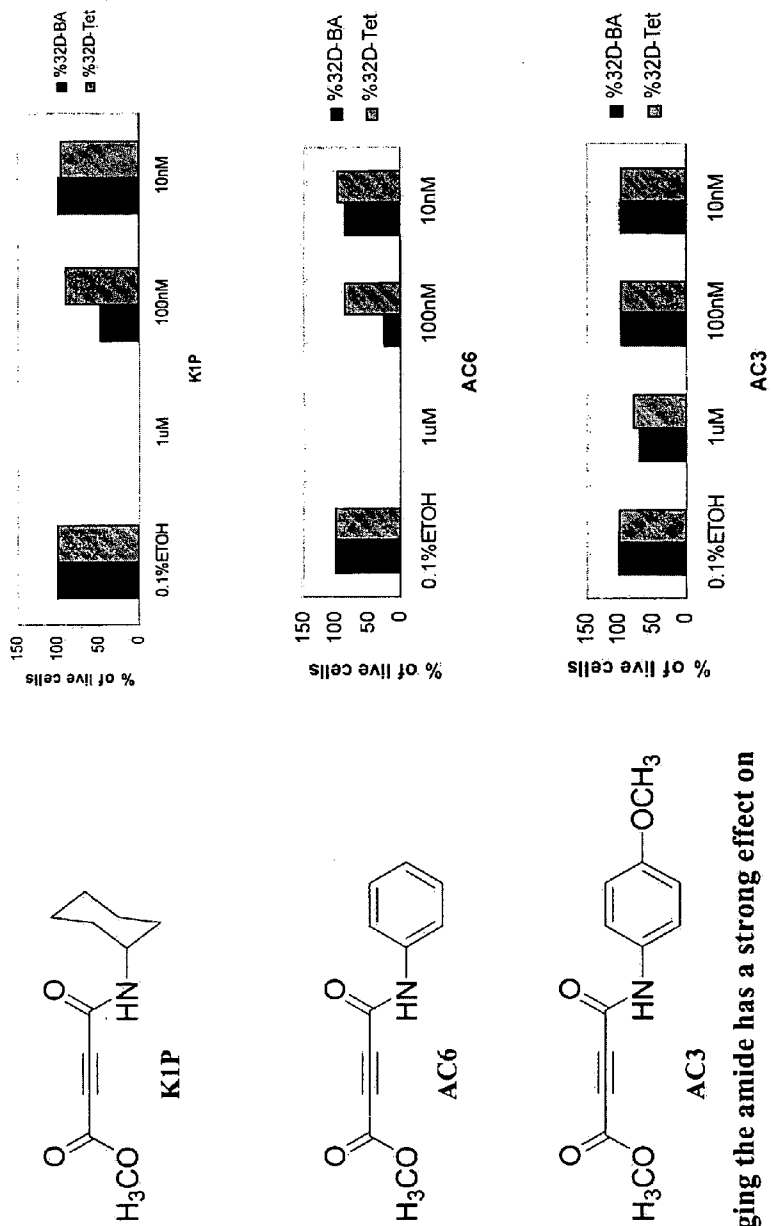 H3CO
O
O
HN
K1P
H3CO
O
O
HN
AC6
H3CO
O
O
HN
OCH3
AC3
ging the amide has a strong effect on
% of live cells
150
100
50
0
0.1%ETOH
1uM
100nM
10nM
K1P
%32D-BA
%32D-Tet
% of live cells
150
100
50
0
0.1%ETOH
1uM
100nM
10nM
AC6
%32D-BA
%32D-Tet
% of live cells
150
100
50
0
0.1%ETOH
1uM
100nM
10nM
AC3
%32D-BA
%32D-Tet